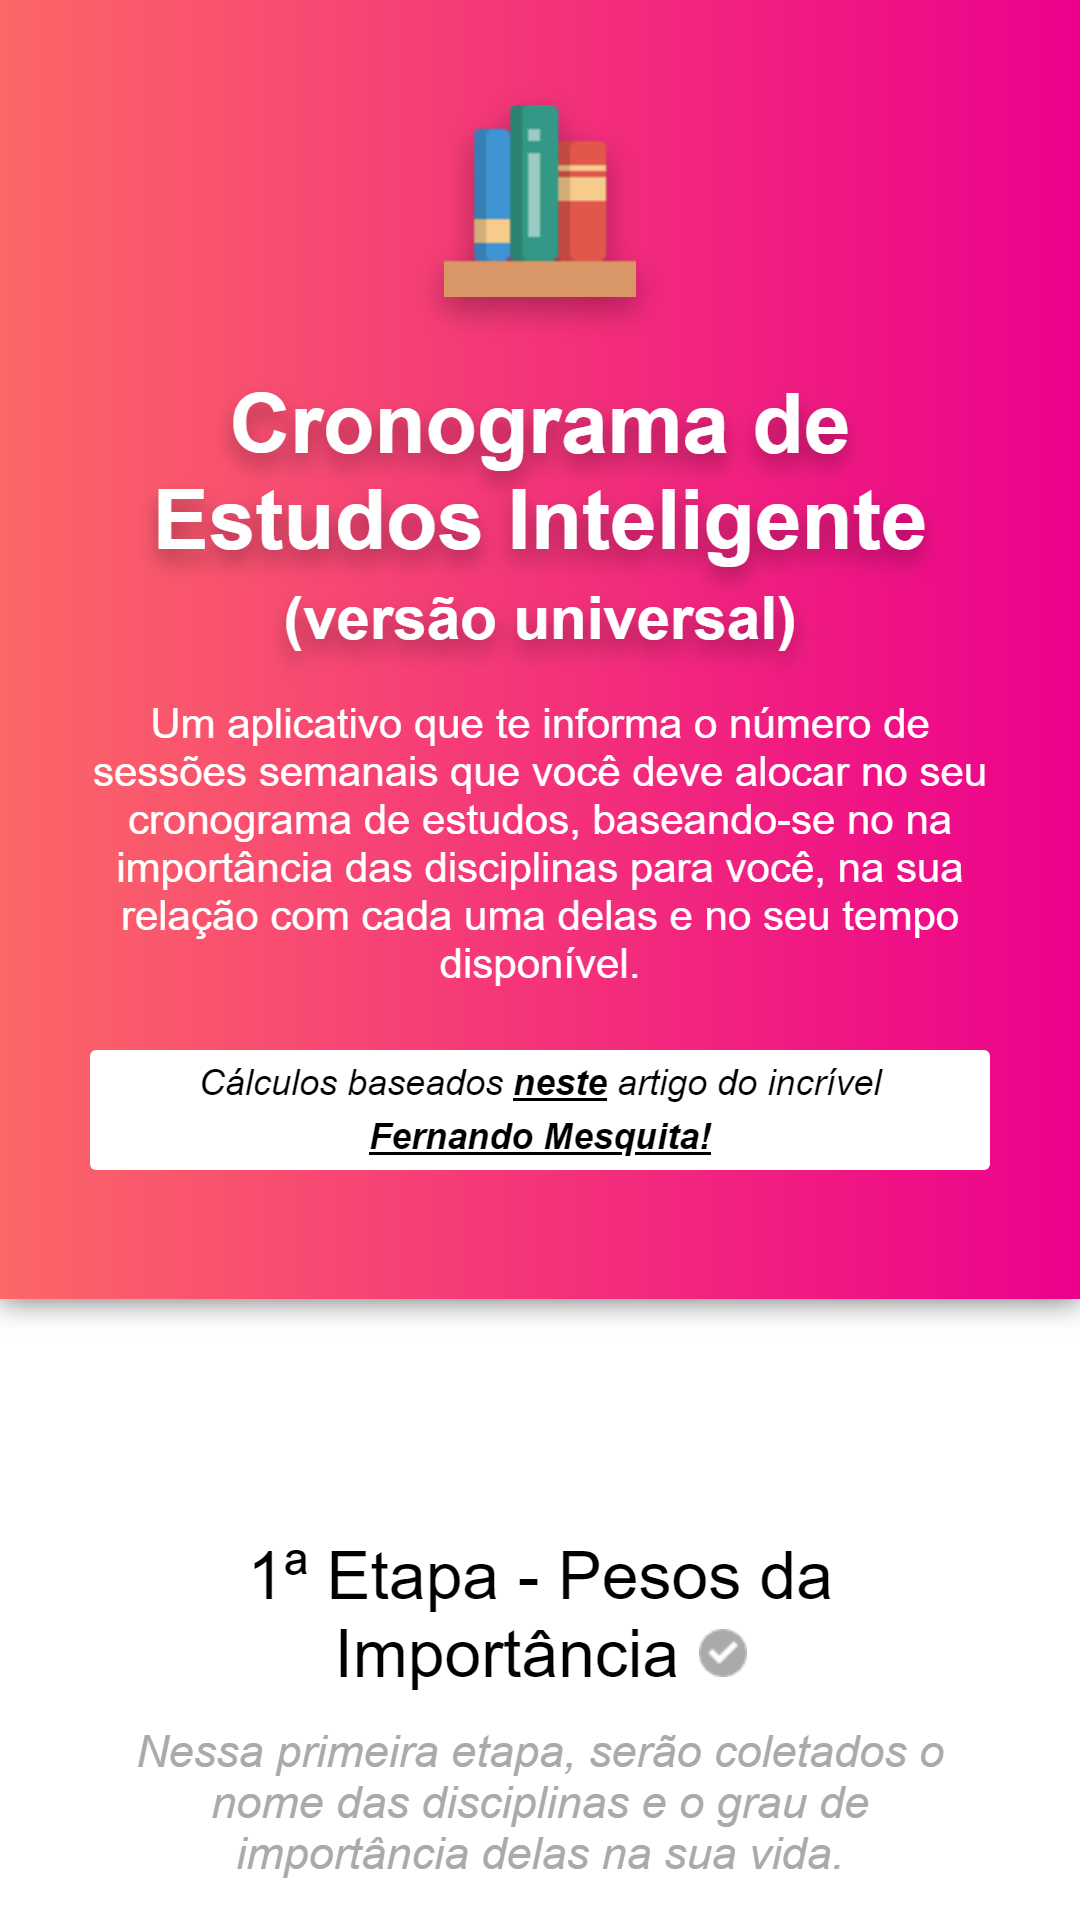 Cronograma de
Estudos Inteligente
(versão universal)
Um aplicativo que te informa o número de
sessões semanais que você deve alocar no seu
cronograma de estudos, baseando-se no na
importância das disciplinas para você, na sua
relação com cada uma delas e no seu tempo
disponível.
Cálculos baseados neste artigo do incrível
Fernando Mesquita!
1ª Etapa - Pesos da
Importância
Nessa primeira etapa, serão coletados o
nome das disciplinas e o grau de
importância delas na sua vida.